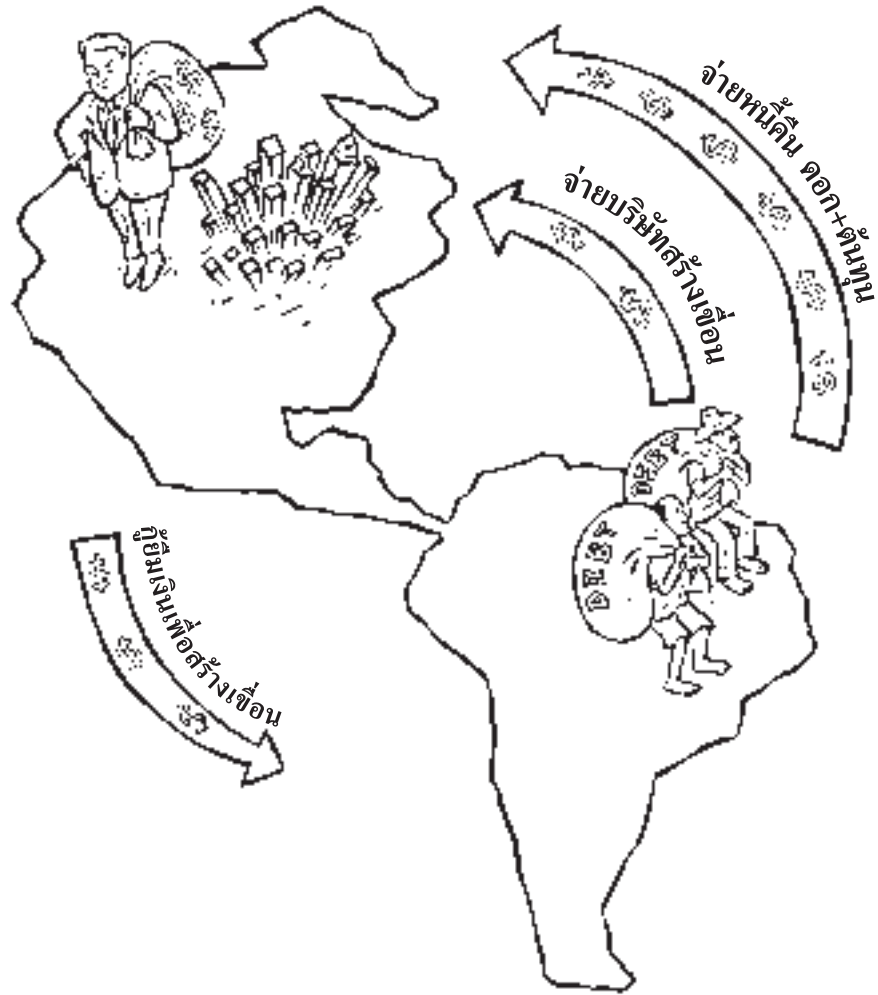 จ่ายหนี้คืน ดอก+ต้นทุน
จ่ายบริษัทสร้างเขื่อน
$ $ $ $ $ $
$ $
DEBT
DEBT
กู้ยืมเงินเพื่อสร้างเขื่อน
$ $ $